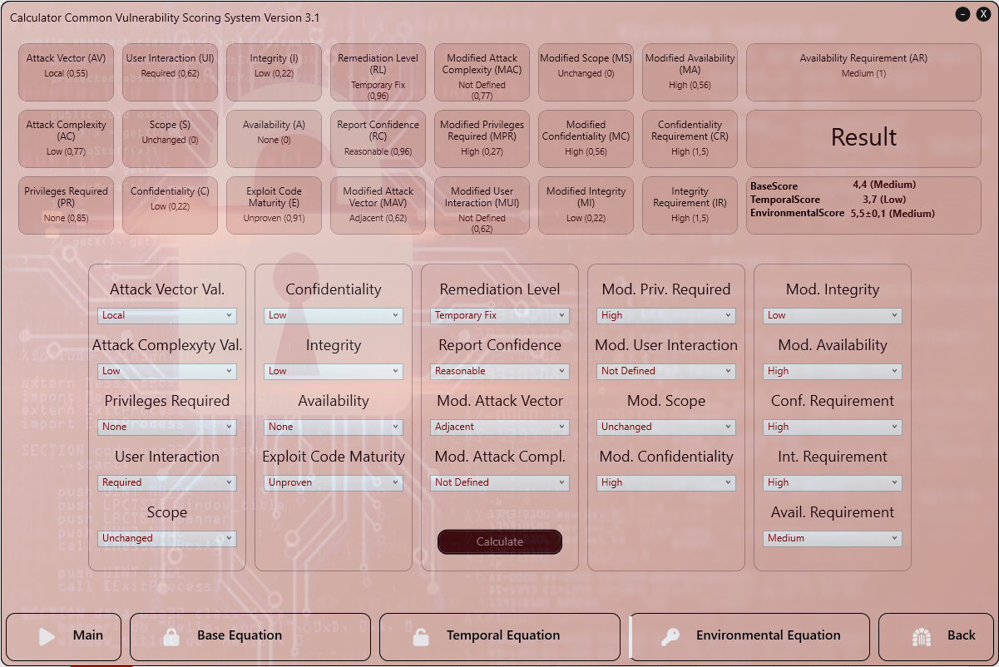 Calculator Common Vulnerability Scoring System Version 3.1
-
X
Attack Vector (AV)
Local (0,55)
User Interaction (UI)
Required (0,62)
Integrity (I)
Low (0,22)
Remediation Level
(RL)
Temporary Fix
(0,96)
Modified Attack
Complexity (MAC)
Not Defined
(0,77)
Modified Scope (MS)
Unchanged (0)
Modified Availability
(MA)
High (0,56)
Availability Requirement (AR)
Medium (1)
Attack Complexity
(AC)
Low (0,77)
Scope (S)
Unchanged (0)
Availability (A)
None (0)
Report Confidence
(RC)
Reasonable (0,96)
Modified Privileges
Required (MPR)
High (0,27)
Modified
Confidentiality (MC)
High (0,56)
Confidentiality
Requirement (CR)
High (1,5)
Result
Privileges Required
(PR)
None (0,85)
Confidentiality (C)
Low (0,22)
Exploit Code
Maturity (E)
Unproven (0,91)
Modified Attack
Vector (MAV)
Adjacent (0,62)
Modified User
Interaction (MUI)
Not Defined
(0,62)
Modified Integrity
(MI)
Low (0,22)
Integrity
Requirement (IR)
High (1,5)
BaseScore 4,4 (Medium)
TemporalScore 3,7 (Low)
EnvironmentalScore 5,5±0,1 (Medium)
Attack Vector Val.
Local
Attack Complexyty Val.
Low
Privileges Required
None
User Interaction
Required
Scope
Unchanged
Confidentiality
Low
Integrity
Low
Availability
None
Exploit Code Maturity
Unproven
Remediation Level
Temporary Fix
Report Confidence
Reasonable
Mod. Attack Vector
Adjacent
Mod. Attack Compl.
Not Defined
Calculate
Mod. Priv. Required
High
Mod. User Interaction
Not Defined
Mod. Scope
Unchanged
Mod. Confidentiality
High
Mod. Integrity
Low
Mod. Availability
High
Conf. Requirement
High
Int. Requirement
High
Avail. Requirement
Medium
Main
Base Equation
Temporal Equation
Environmental Equation
Back